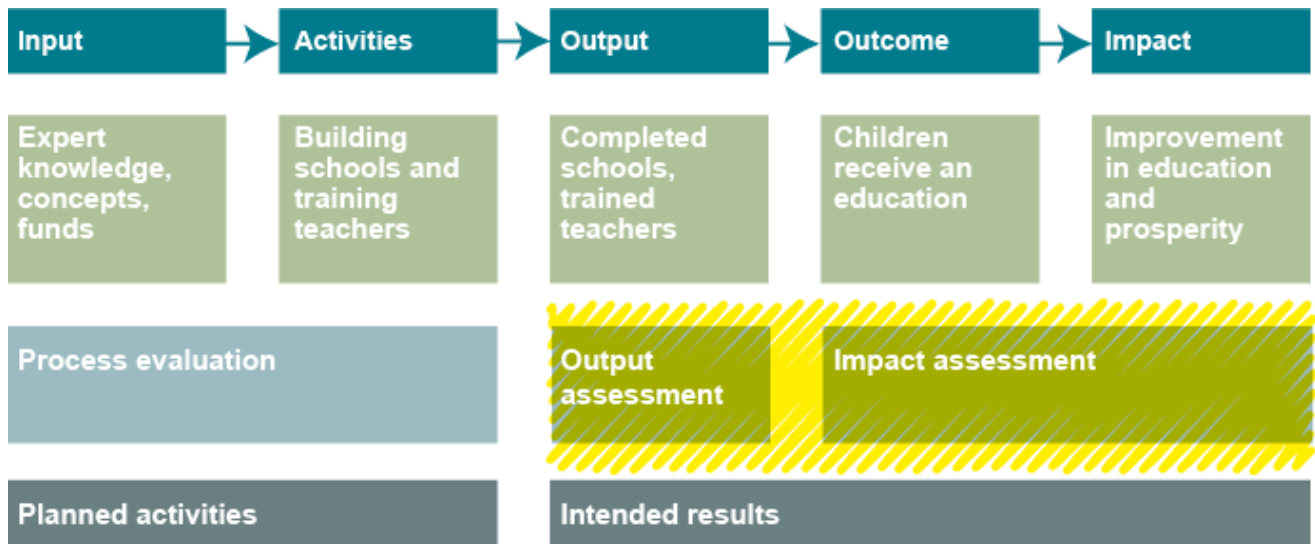 Input
Activities
Output
Outcome
Impact
Expert
knowledge,
concepts,
funds
Building
schools and
training
teachers
Completed
schools,
trained
teachers
Children
receive an
education
Improvement
in education
and
prosperity
Process evaluation
Output
assessment
Impact assessment
Planned activities
Intended results